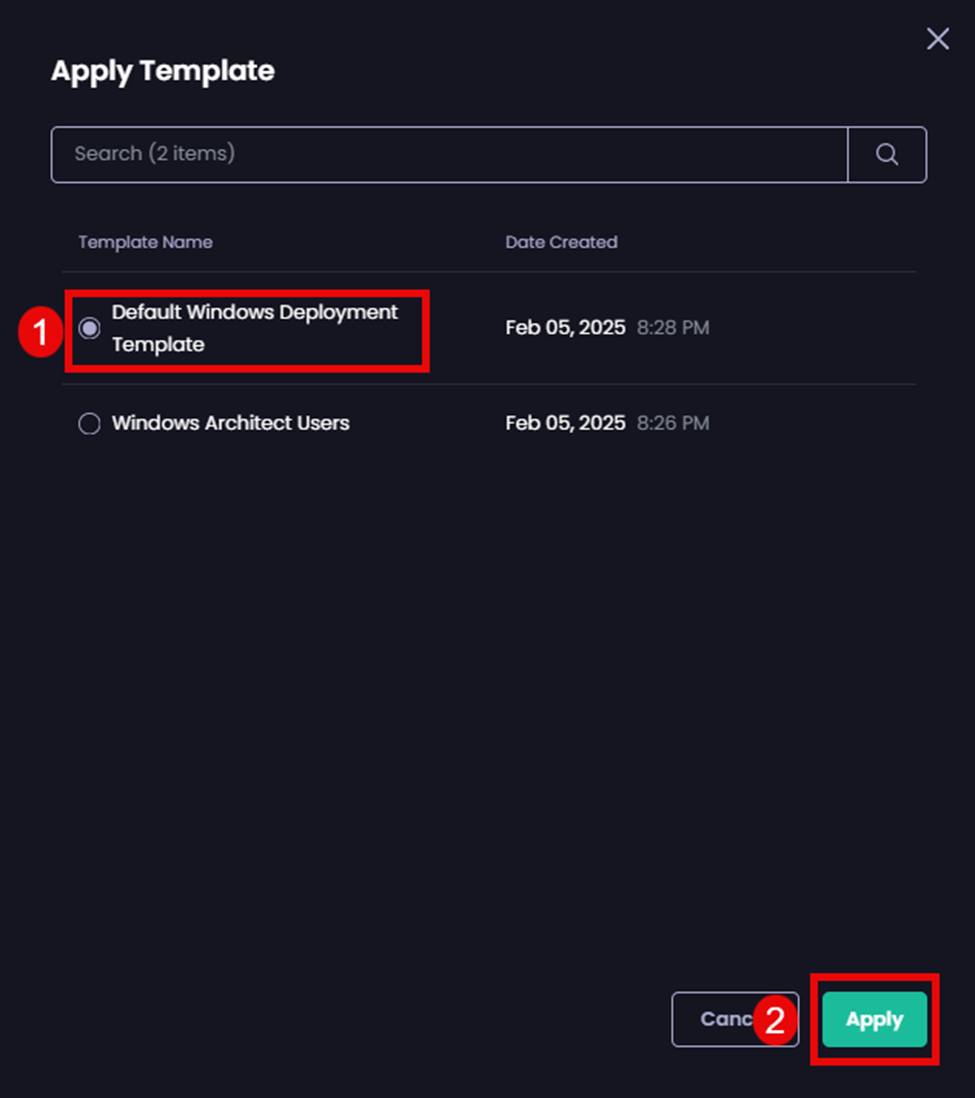 Apply Template
Search (2 items)
Template Name
Date Created
1
Default Windows Deployment
Template
Feb 05, 2025 8:28 PM
Windows Architect Users
Feb 05, 2025 8:26 PM
Canc
2
Apply